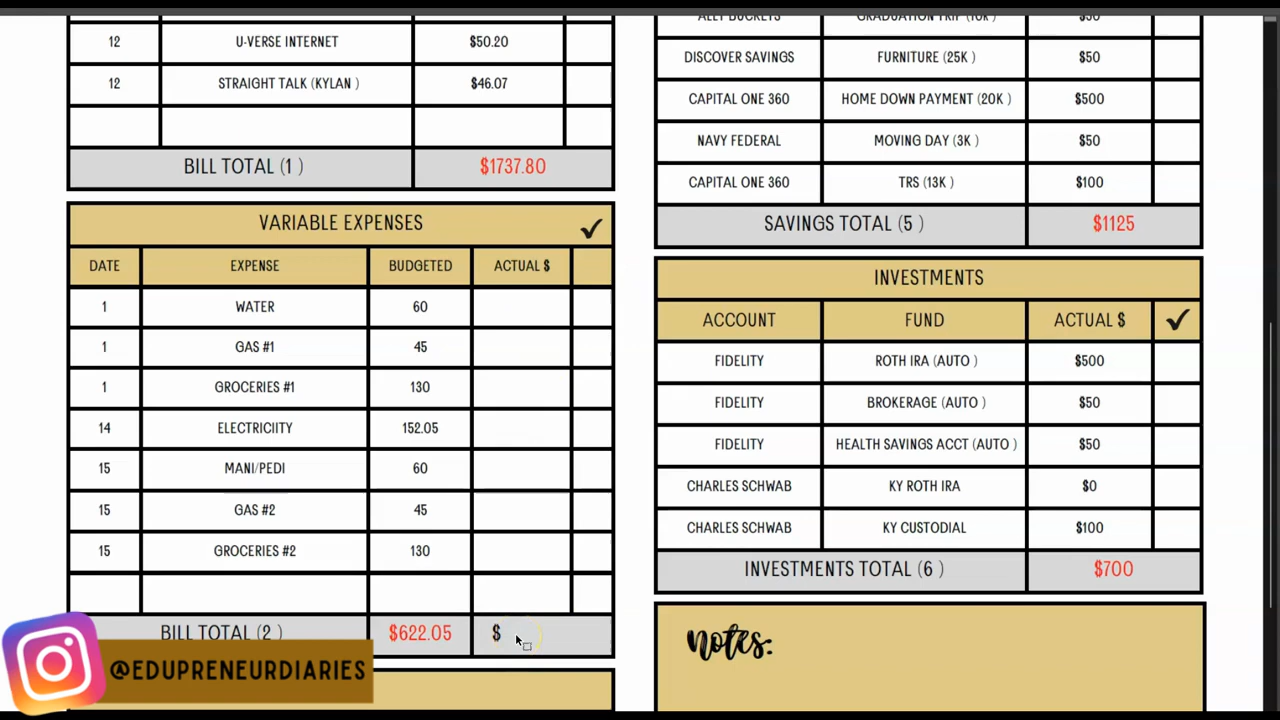 12 U-VERSE INTERNET $50.20
12 STRAIGHT TALK (KYLAN ) $46.07
BILL TOTAL (1 ) $1737.80
VARIABLE EXPENSES ✓
DATE EXPENSE BUDGETED ACTUAL $
1 WATER 60
1 GAS #1 45
1 GROCERIES #1 130
14 ELECTRICIITY 152.05
15 MANI/PEDI 60
15 GAS #2 45
15 GROCERIES #2 130
BILL TOTAL (2 ) $622.05 $
@EDUPRENEURDIARIES
ALLY BUCKETS GRADUATION TRIP (10K ) $50
DISCOVER SAVINGS FURNITURE (25K ) $50
CAPITAL ONE 360 HOME DOWN PAYMENT (20K ) $500
NAVY FEDERAL MOVING DAY (3K ) $50
CAPITAL ONE 360 TRS (13K ) $100
SAVINGS TOTAL (5 ) $1125
INVESTMENTS
ACCOUNT FUND ACTUAL $ ✓
FIDELITY ROTH IRA (AUTO ) $500
FIDELITY BROKERAGE (AUTO ) $50
FIDELITY HEALTH SAVINGS ACCT (AUTO ) $50
CHARLES SCHWAB KY ROTH IRA $0
CHARLES SCHWAB KY CUSTODIAL $100
INVESTMENTS TOTAL (6 ) $700
Notes: